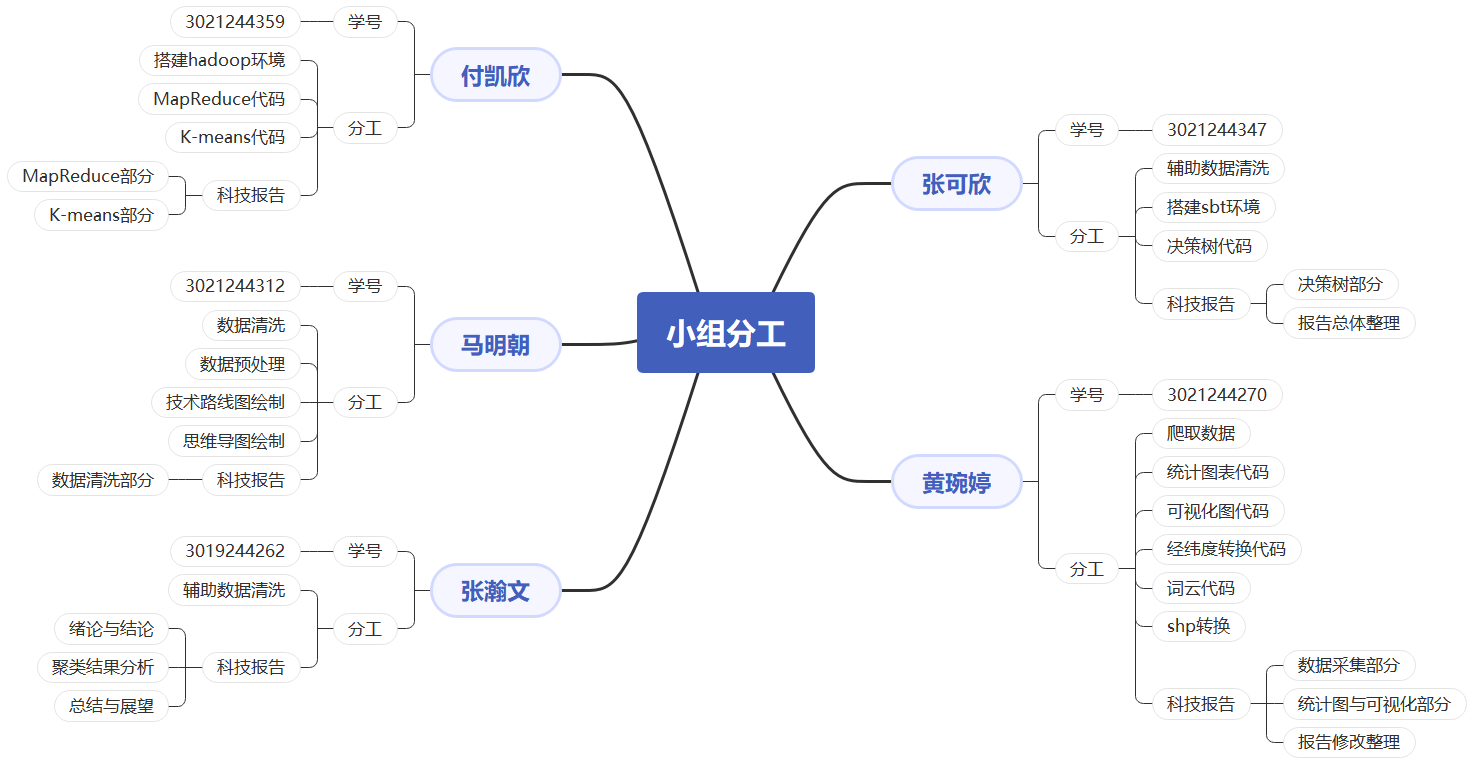 小组分工
付凯欣
学号
3021244359
分工
搭建hadoop环境
MapReduce代码
K-means代码
科技报告
MapReduce部分
K-means部分
马明朝
学号
3021244312
分工
数据清洗
数据预处理
技术路线图绘制
思维导图绘制
科技报告
数据清洗部分
张瀚文
学号
3019244262
分工
辅助数据清洗
科技报告
绪论与结论
聚类结果分析
总结与展望
张可欣
学号
3021244347
分工
辅助数据清洗
搭建sbt环境
决策树代码
科技报告
决策树部分
报告总体整理
黄琬婷
学号
3021244270
分工
爬取数据
统计图表代码
可视化图代码
经纬度转换代码
词云代码
shp转换
科技报告
数据采集部分
统计图与可视化部分
报告修改整理